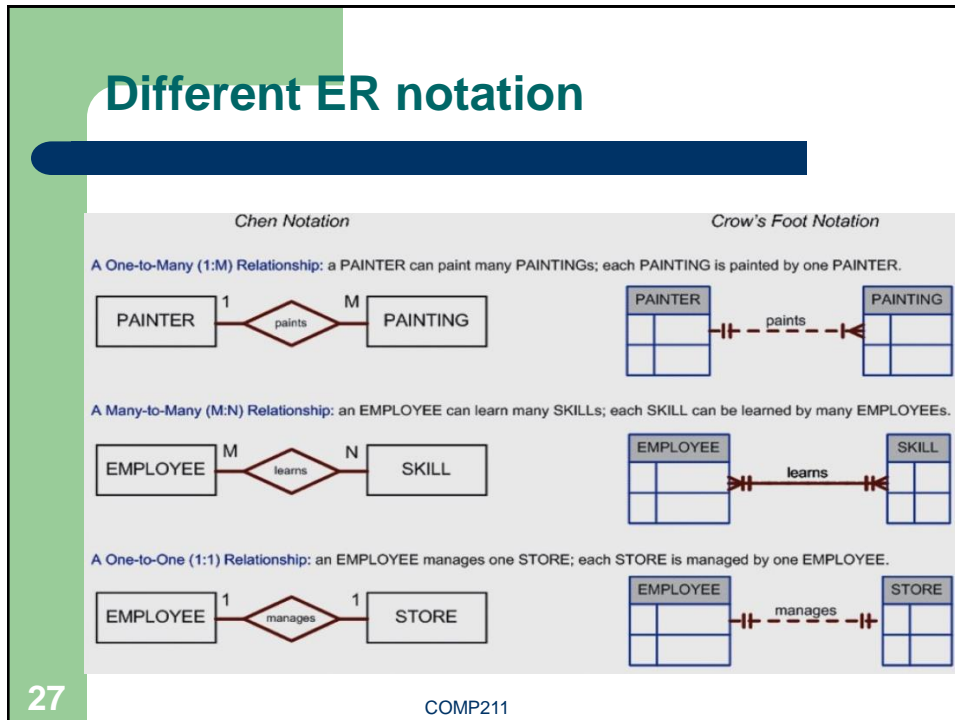 Different ER notation
Chen Notation
Crow's Foot Notation
A One-to-Many (1:M) Relationship: a PAINTER can paint many PAINTINGs; each PAINTING is painted by one PAINTER.
PAINTER
1
paints
M
PAINTING
PAINTER
paints
PAINTING
A Many-to-Many (M:N) Relationship: an EMPLOYEE can learn many SKILLs; each SKILL can be learned by many EMPLOYEEs.
EMPLOYEE
M
learns
N
SKILL
EMPLOYEE
learns
SKILL
A One-to-One (1:1) Relationship: an EMPLOYEE manages one STORE; each STORE is managed by one EMPLOYEE.
EMPLOYEE
1
manages
1
STORE
EMPLOYEE
manages
STORE
27
COMP211